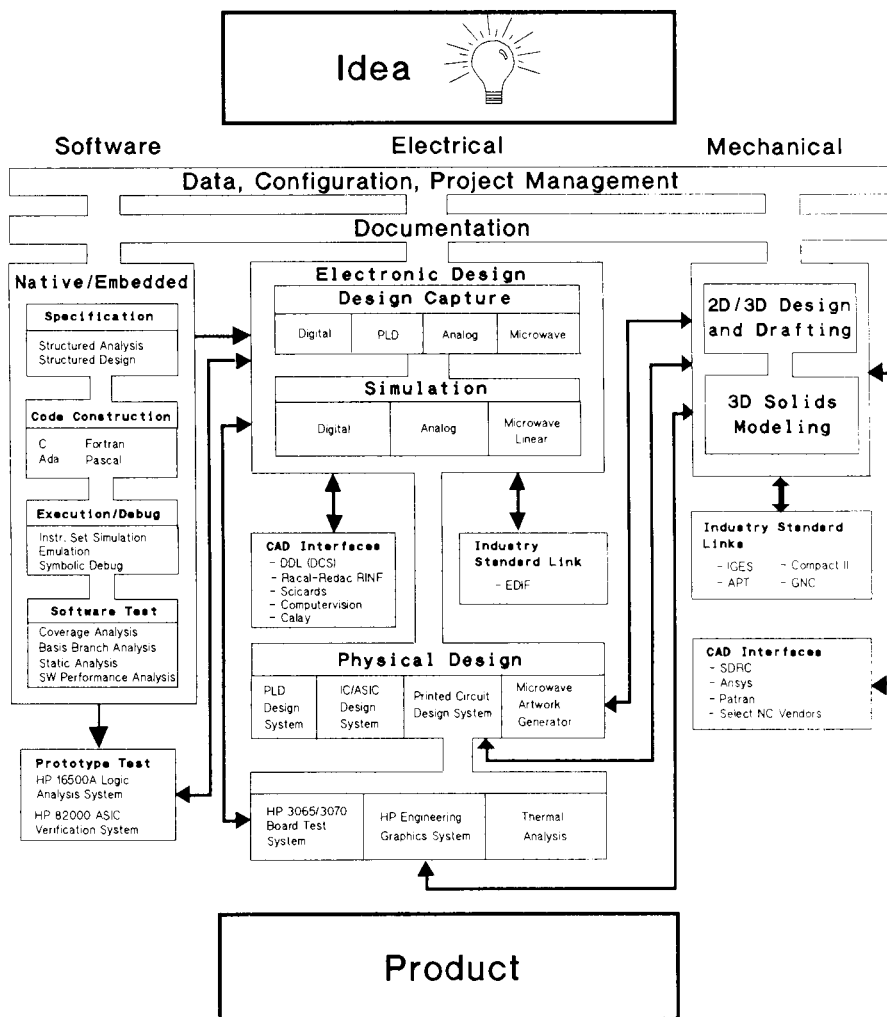 Idea
Software
Electrical
Mechanical
Data, Configuration, Project Management
Documentation
Native/Embedded
Specification
Structured Analysis
Structured Design
Code Construction
C Fortran
Ada Pascal
Execution/Debug
Instr. Set Simulation
Emulation
Symbolic Debug
Software Test
Coverage Analysis
Basis Branch Analysis
Static Analysis
SW Performance Analysis
Prototype Test
HP 16500A Logic
Analysis System
HP 82000 ASIC
Verification System
Electronic Design
Design Capture
Digital
PLD
Analog
Microwave
Simulation
Digital
Analog
Microwave
Linear
CAD Interfaces
- DDL (DCS)
- Racal-Redac RINF
- Scicards
- Computervision
- Calay
Industry
Standard Link
- EDIF
Physical Design
PLD
Design
System
IC/ASIC
Design
System
Printed Circuit
Design System
Microwave
Artwork
Generator
HP 3065/3070
Board Test
System
HP Engineering
Graphics System
Thermal
Analysis
2D/3D Design
and Drafting
3D Solids
Modeling
Industry Standard
Links
- IGES - Compact II
- APT - GNC
CAD Interfaces
- SDRC
- Ansys
- Patran
- Select NC Vendors
Product